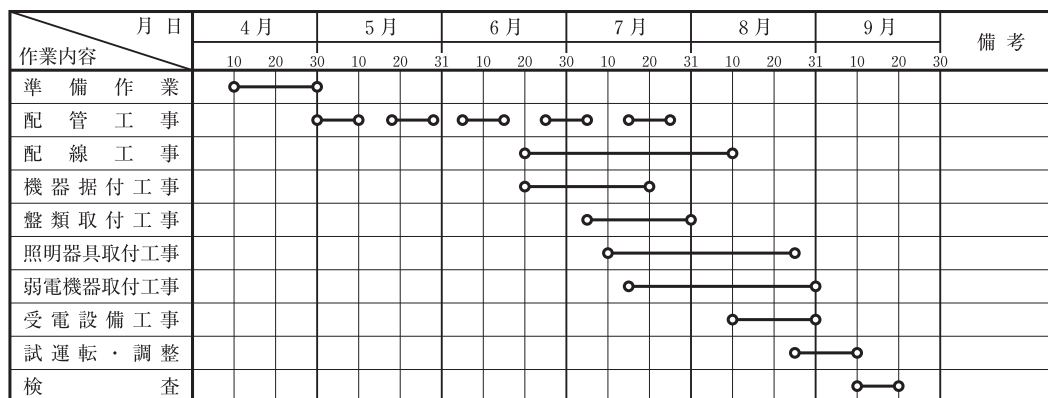 月 日
作業内容
4 月 5 月 6 月 7 月 8 月 9 月 備 考
10 20 30 10 20 31 10 20 30 10 20 31 10 20 31 10 20 30
準 備 作 業
配 管 工 事
配 線 工 事
機 器 据 付 工 事
盤 類 取 付 工 事
照明器具取付工事
弱電機器取付工事
受 電 設 備 工 事
試 運 転 ・ 調 整
検 査